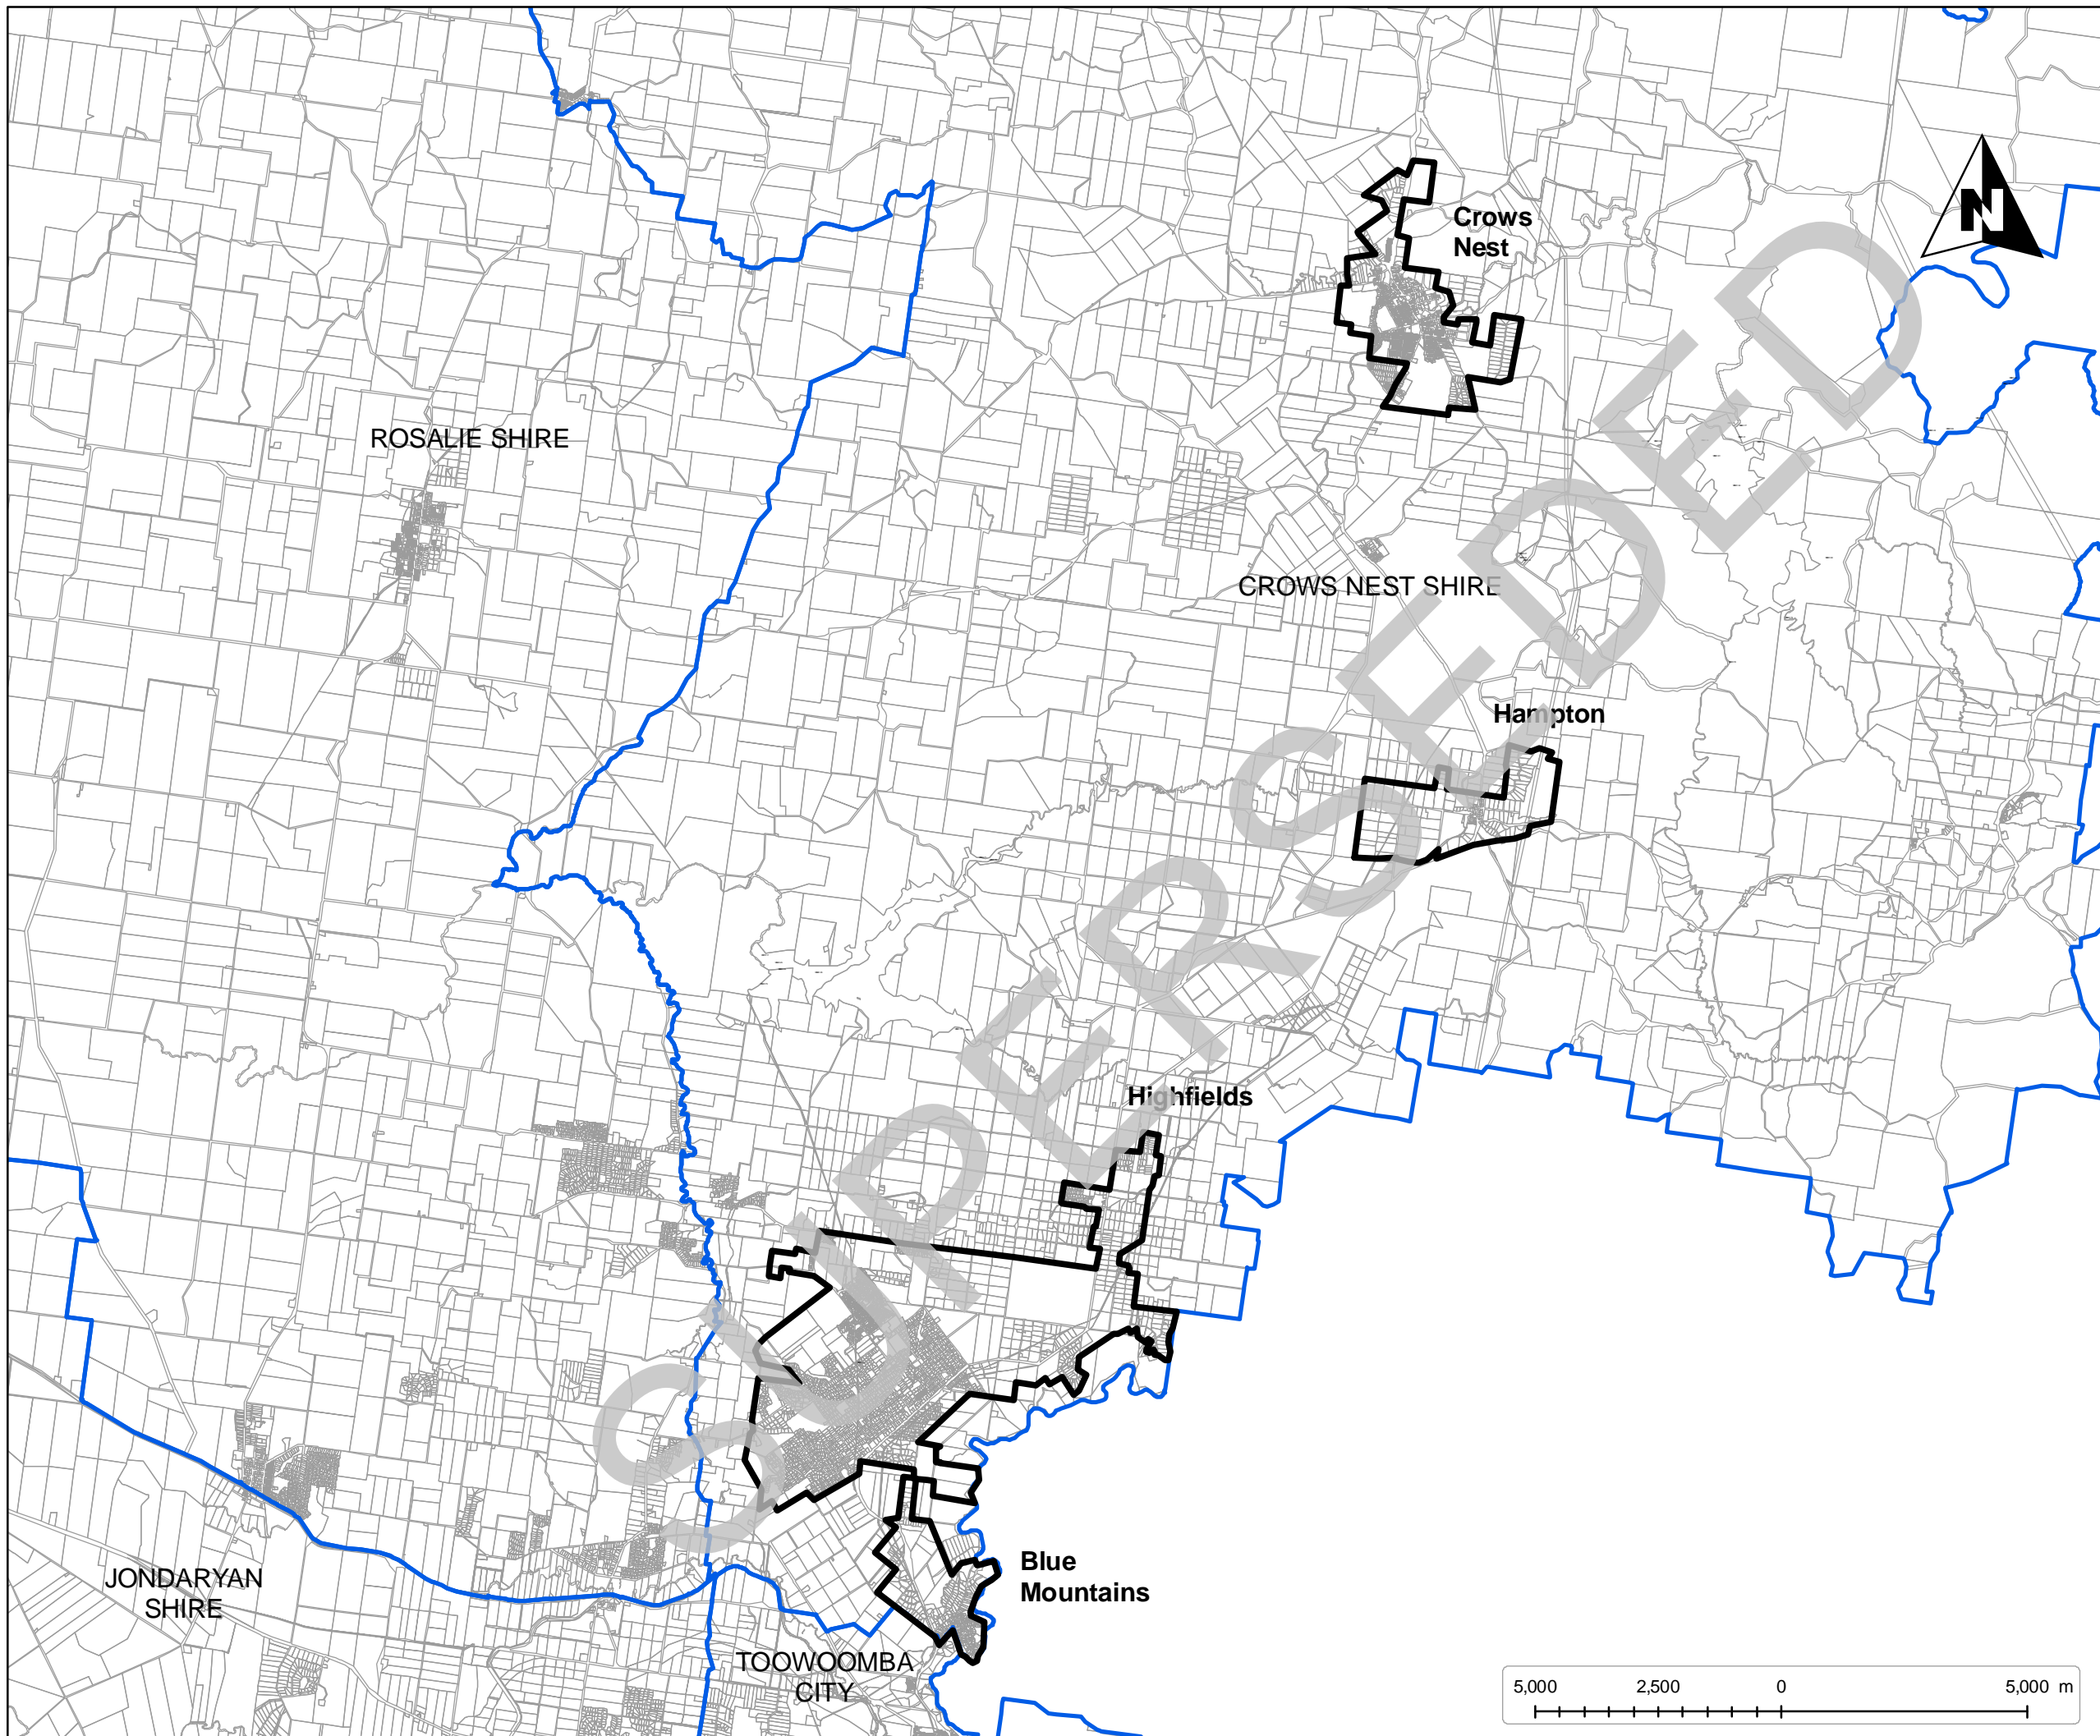 Crows
Nest
N
ROSALIE SHIRE
CROWS NEST SHIRE
Hampton
Highfields
Blue
Mountains
JONDARYAN
SHIRE
TOOWOOMBA
CITY
SUPERSEDED
5,000 2,500 0 5,000 m